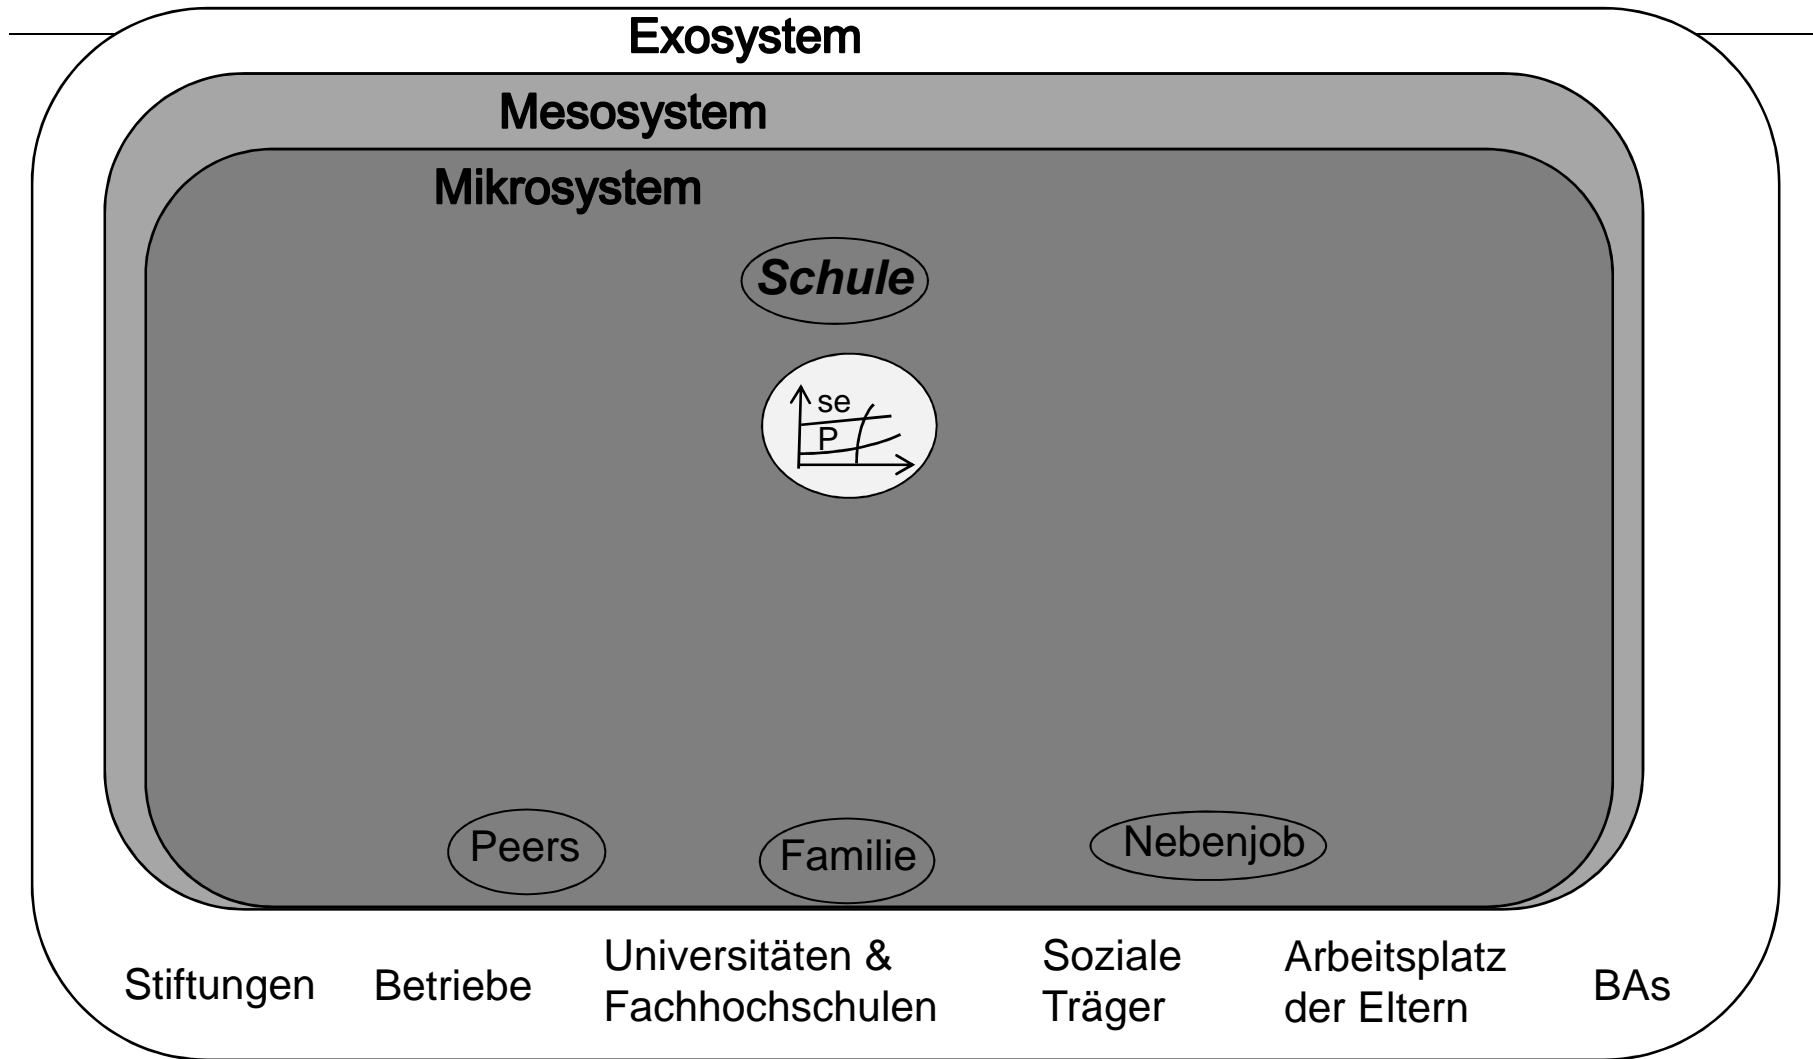 Exosystem
Mesosystem
Mikrosystem
Schule
se
P
Peers
Familie
Nebenjob
Stiftungen
Betriebe
Universitäten &
Fachhochschulen
Soziale
Träger
Arbeitsplatz
der Eltern
BAs